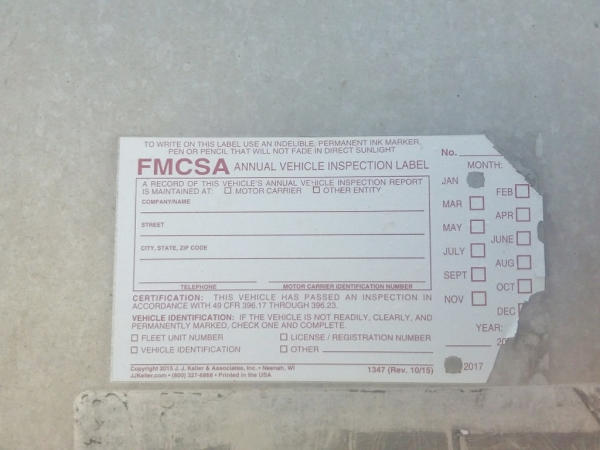 TO WRITE ON THIS LABEL USE AN INDELIBLE, PERMANENT INK MARKER,
PEN OR PENCIL THAT WILL NOT FADE IN DIRECT SUNLIGHT
FMCSA ANNUAL VEHICLE INSPECTION LABEL
A RECORD OF THIS VEHICLE'S ANNUAL VEHICLE INSPECTION REPORT
IS MAINTAINED AT: MOTOR CARRIER OTHER ENTITY
COMPANY/NAME
STREET
CITY, STATE, ZIP CODE
TELEPHONE MOTOR CARRIER IDENTIFICATION NUMBER
CERTIFICATION: THIS VEHICLE HAS PASSED AN INSPECTION IN
ACCORDANCE WITH 49 CFR 396.17 THROUGH 396.23.
VEHICLE IDENTIFICATION: IF THE VEHICLE IS NOT READILY, CLEARLY, AND
PERMANENTLY MARKED, CHECK ONE AND COMPLETE.
FLEET UNIT NUMBER LICENSE / REGISTRATION NUMBER
VEHICLE IDENTIFICATION OTHER
Copyright 2015 J. J. Keller & Associates, Inc. • Neenah, WI
JJKeller.com • (800) 327-6868 • Printed in the USA
1347 (Rev. 10/15)
No.
MONTH:
JAN
FEB
MAR
APR
MAY
JUNE
JULY
AUG
SEPT
OCT
NOV
DEC
YEAR:
20
2017